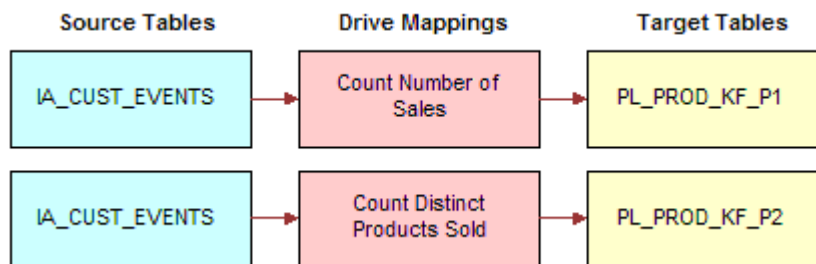 Source Tables Drive Mappings Target Tables
IA_CUST_EVENTS
Count Number of
Sales
PL_PROD_KF_P1
IA_CUST_EVENTS
Count Distinct
Products Sold
PL_PROD_KF_P2